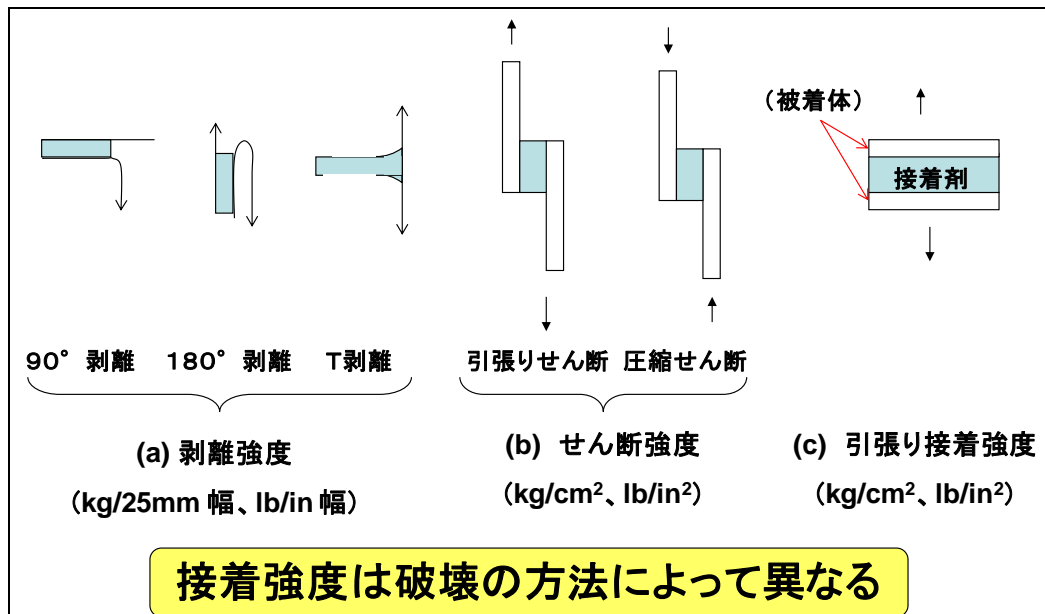 （被着体）
接着剤
90°剥離 180°剥離 T剥離
引張りせん断 圧縮せん断
(a) 剥離強度
（kg/25mm 幅、lb/in 幅）
(b) せん断強度
（kg/cm²、lb/in²）
(c) 引張り接着強度
（kg/cm²、lb/in²）
接着強度は破壊の方法によって異なる